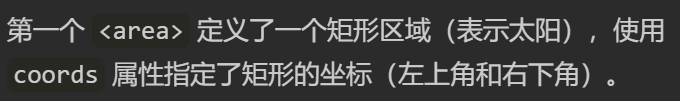 第一个 <area> 定义了一个矩形区域（表示太阳），使用
coords 属性指定了矩形的坐标（左上角和右下角）。